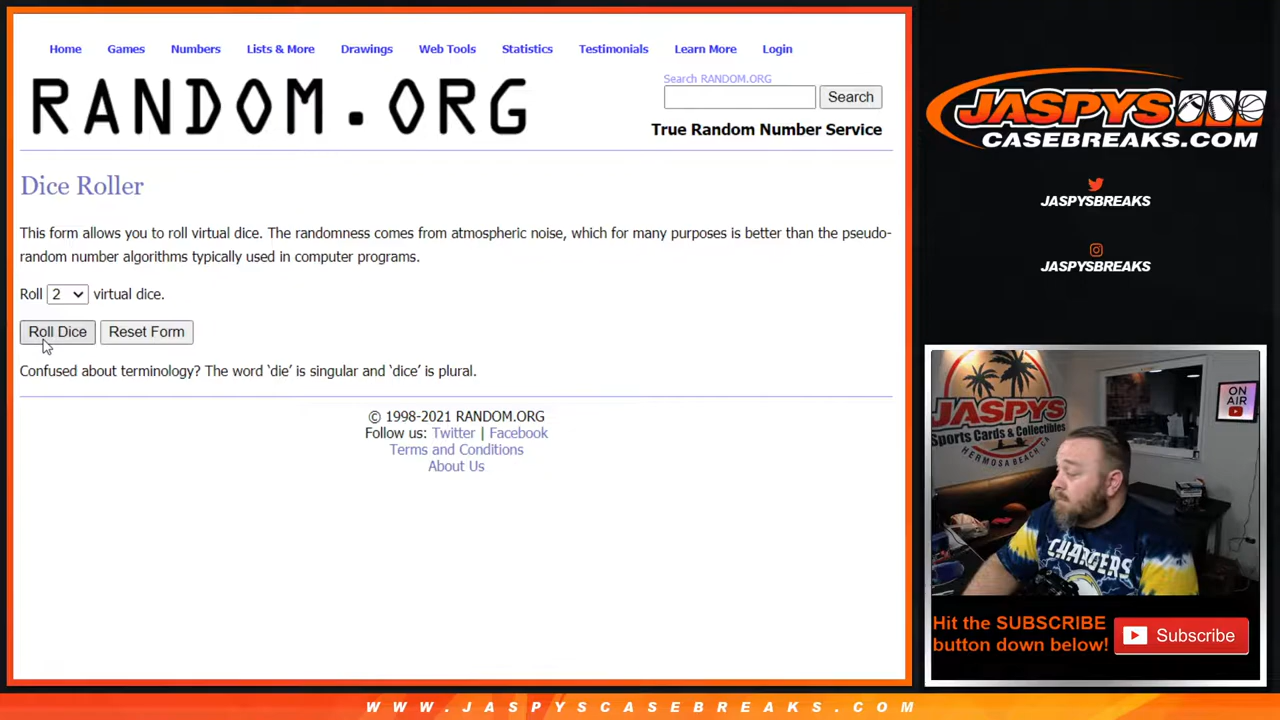 Home Games Numbers Lists & More Drawings Web Tools Statistics Testimonials Learn More Login
RANDOM.ORG
Search RANDOM.ORG
Search
True Random Number Service
Dice Roller
This form allows you to roll virtual dice. The randomness comes from atmospheric noise, which for many purposes is better than the pseudo-
random number algorithms typically used in computer programs.
Roll 2 virtual dice.
Roll Dice Reset Form
Confused about terminology? The word ‘die’ is singular and ‘dice’ is plural.
© 1998-2021 RANDOM.ORG
Follow us: Twitter | Facebook
Terms and Conditions
About Us
JASPYS
CASEBREAKS.COM
JASPYSBREAKS
JASPYSBREAKS
JASPYS
Sports Cards & Collectibles
HERMOSA BEACH CA
ON
AIR
CHARGERS
Hit the SUBSCRIBE
button down below!
Subscribe
WWW.JASPYSCASEBREAKS.COM